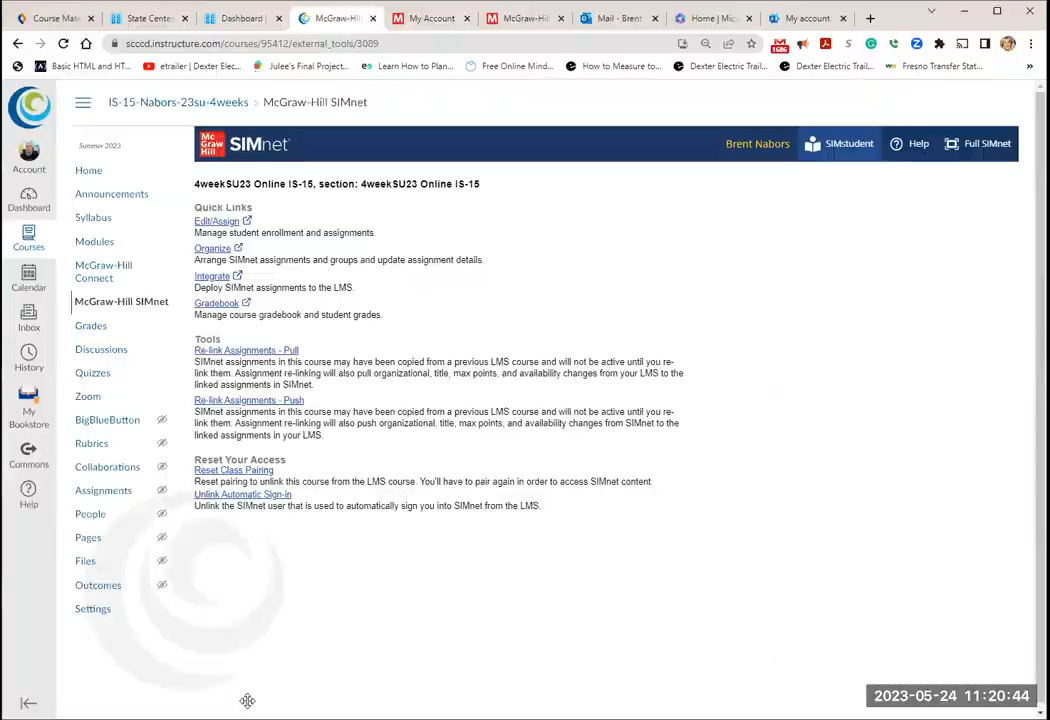 Course Mate
State Center
Dashboard |
McGraw-Hill
My Account
McGraw-Hill
Mail - Brent
Home | Micr
My account
scccd.instructure.com/courses/95412/external_tools/3089
1686
Basic HTML and HT...
etrailer | Dexter Elec...
Julee's Final Project...
Learn How to Plan...
Free Online Mind...
How to Measure to...
Dexter Electric Trail...
Dexter Electric Trail...
Fresno Transfer Stat...
IS-15-Nabors-23su-4weeks > McGraw-Hill SIMnet
Account
Dashboard
Courses
Calendar
Inbox
History
My
Bookstore
Commons
Help
Summer 2023
Home
Announcements
Syllabus
Modules
McGraw-Hill
Connect
McGraw-Hill SIMnet
Grades
Discussions
Quizzes
Zoom
BigBlueButton
Rubrics
Collaborations
Assignments
People
Pages
Files
Outcomes
Settings
Mc
Graw
Hill
SIMnet
Brent Nabors
SIMstudent
Help
Full SIMnet
4weekSU23 Online IS-15, section: 4weekSU23 Online IS-15
Quick Links
Edit/Assign
Manage student enrollment and assignments.
Organize
Arrange SIMnet assignments and groups and update assignment details.
Integrate
Deploy SIMnet assignments to the LMS.
Gradebook
Manage course gradebook and student grades.
Tools
Re-link Assignments - Pull
SIMnet assignments in this course may have been copied from a previous LMS course and will not be active until you re-
link them. Assignment re-linking will also pull organizational, title, max points, and availability changes from your LMS to the
linked assignments in SIMnet.
Re-link Assignments - Push
SIMnet assignments in this course may have been copied from a previous LMS course and will not be active until you re-
link them. Assignment re-linking will also push organizational, title, max points, and availability changes from SIMnet to the
linked assignments in your LMS.
Reset Your Access
Reset Class Pairing
Reset pairing to unlink this course from the LMS course. You'll have to pair again in order to access SIMnet content
Unlink Automatic Sign-in
Unlink the SIMnet user that is used to automatically sign you into SIMnet from the LMS.
2023-05-24 11:20:44